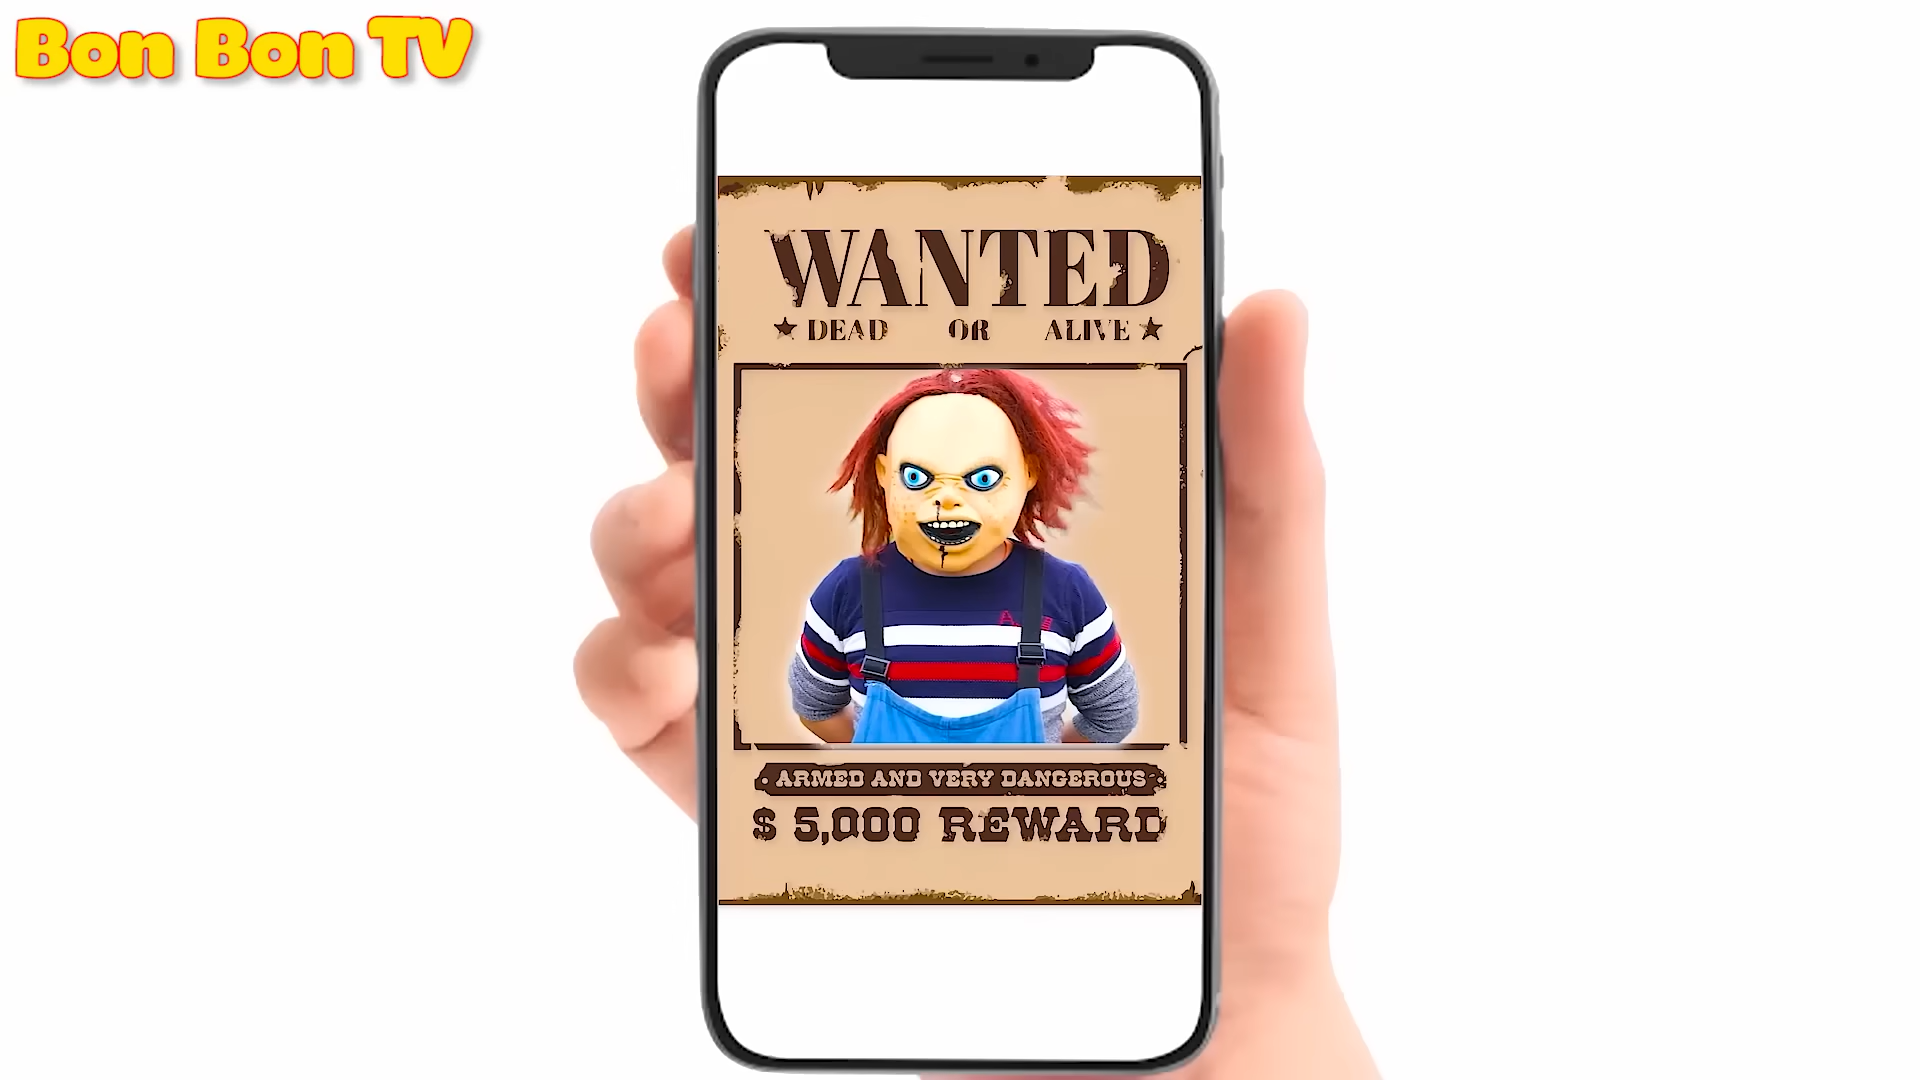 Bon Bon TV
WANTED
★ DEAD OR ALIVE ★
ARMED AND VERY DANGEROUS
$ 5,000 REWARD